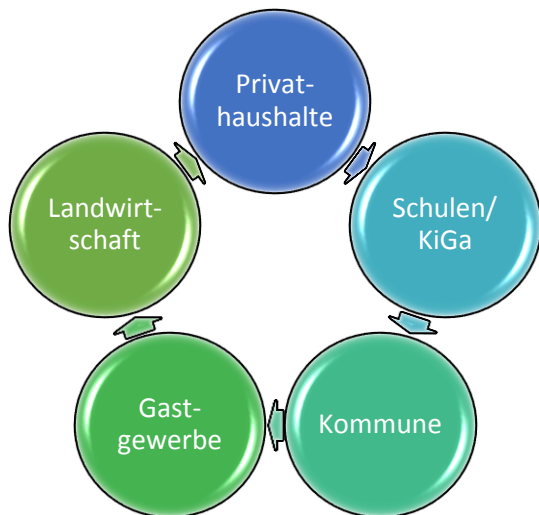 Privat-
haushalte
Schulen/
KiGa
Kommune
Gast-
gewerbe
Landwirt-
schaft